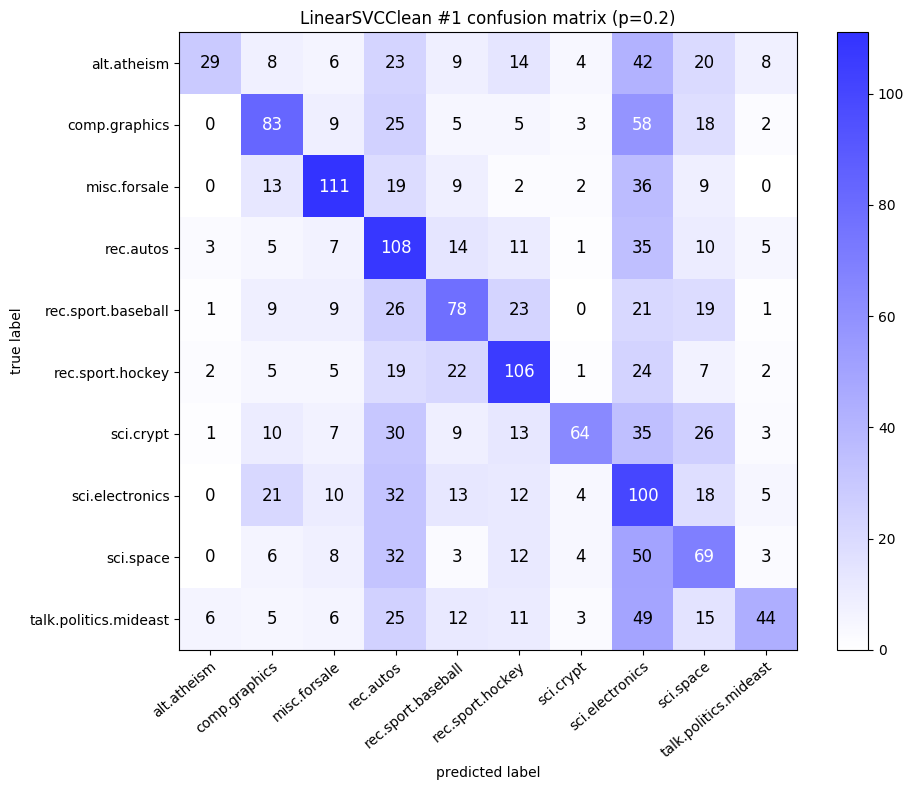 LinearSVCClean #1 confusion matrix (p=0.2)
alt.atheism 29 8 6 23 9 14 4 42 20 8
comp.graphics 0 83 9 25 5 5 3 58 18 2
misc.forsale 0 13 111 19 9 2 2 36 9 0
rec.autos 3 5 7 108 14 11 1 35 10 5
rec.sport.baseball 1 9 9 26 78 23 0 21 19 1
rec.sport.hockey 2 5 5 19 22 106 1 24 7 2
sci.crypt 1 10 7 30 9 13 64 35 26 3
sci.electronics 0 21 10 32 13 12 4 100 18 5
sci.space 0 6 8 32 3 12 4 50 69 3
talk.politics.mideast 6 5 6 25 12 11 3 49 15 44
true label
alt.atheism
comp.graphics
misc.forsale
rec.autos
rec.sport.baseball
rec.sport.hockey
sci.crypt
sci.electronics
sci.space
talk.politics.mideast
predicted label
100
80
60
40
20
0